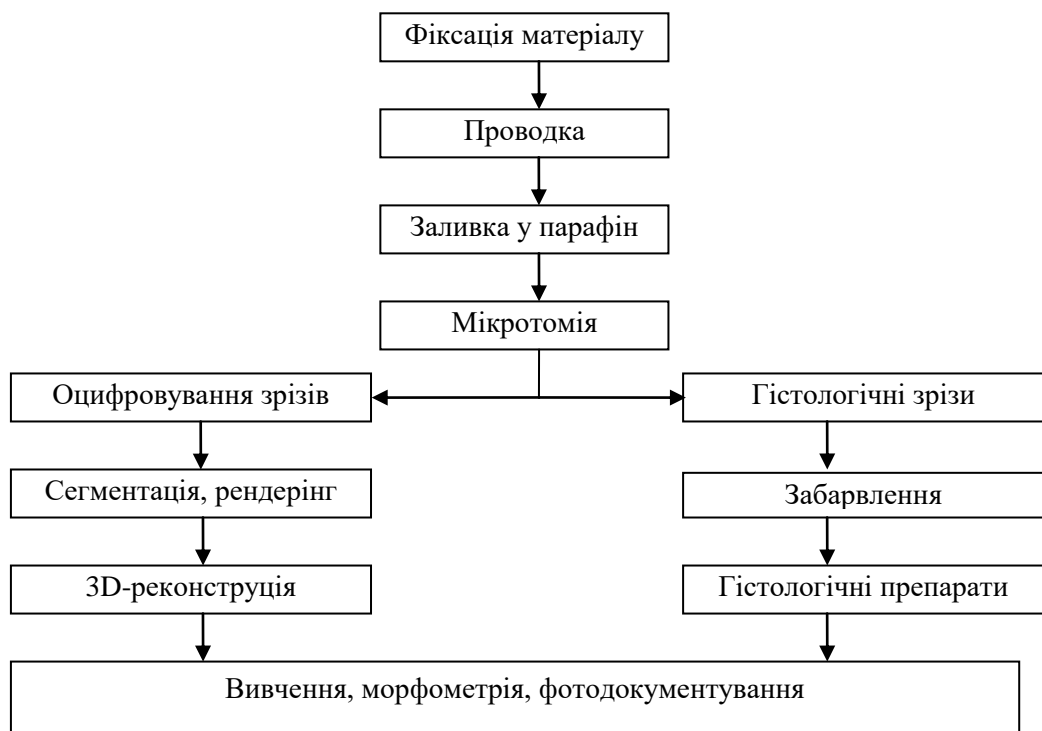 Фіксація матеріалу
Проводка
Заливка у парафін
Мікротомія
Оцифровування зрізів
Гістологічні зрізи
Сегментація, рендерінг
Забарвлення
3D-реконструція
Гістологічні препарати
Вивчення, морфометрія, фотодокументування